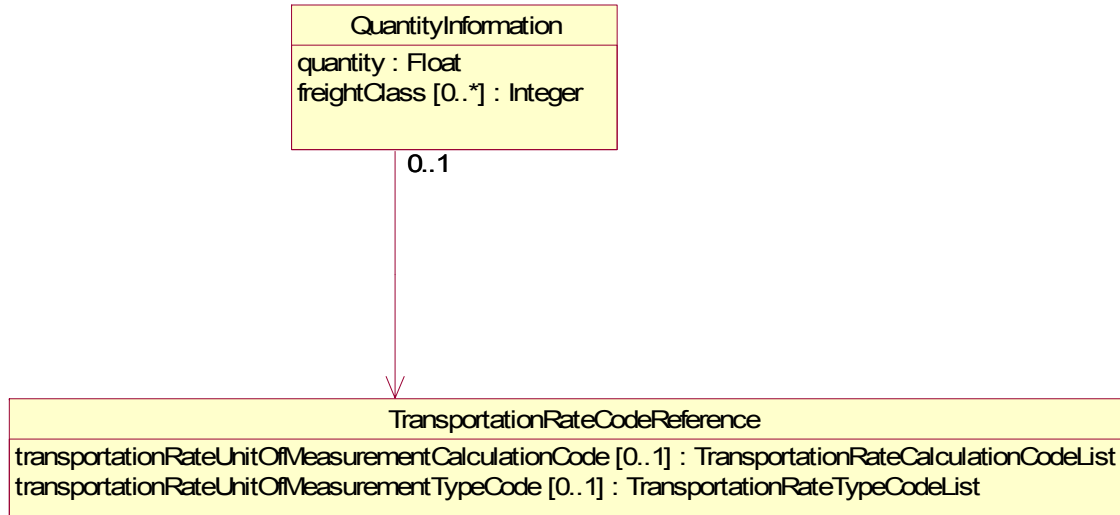 QuantityInformation
quantity : Float
freightClass [0..*] : Integer
0..1
TransportationRateCodeReference
transportationRateUnitOfMeasurementCalculationCode [0..1] : TransportationRateCalculationCodeList
transportationRateUnitOfMeasurementTypeCode [0..1] : TransportationRateTypeCodeList